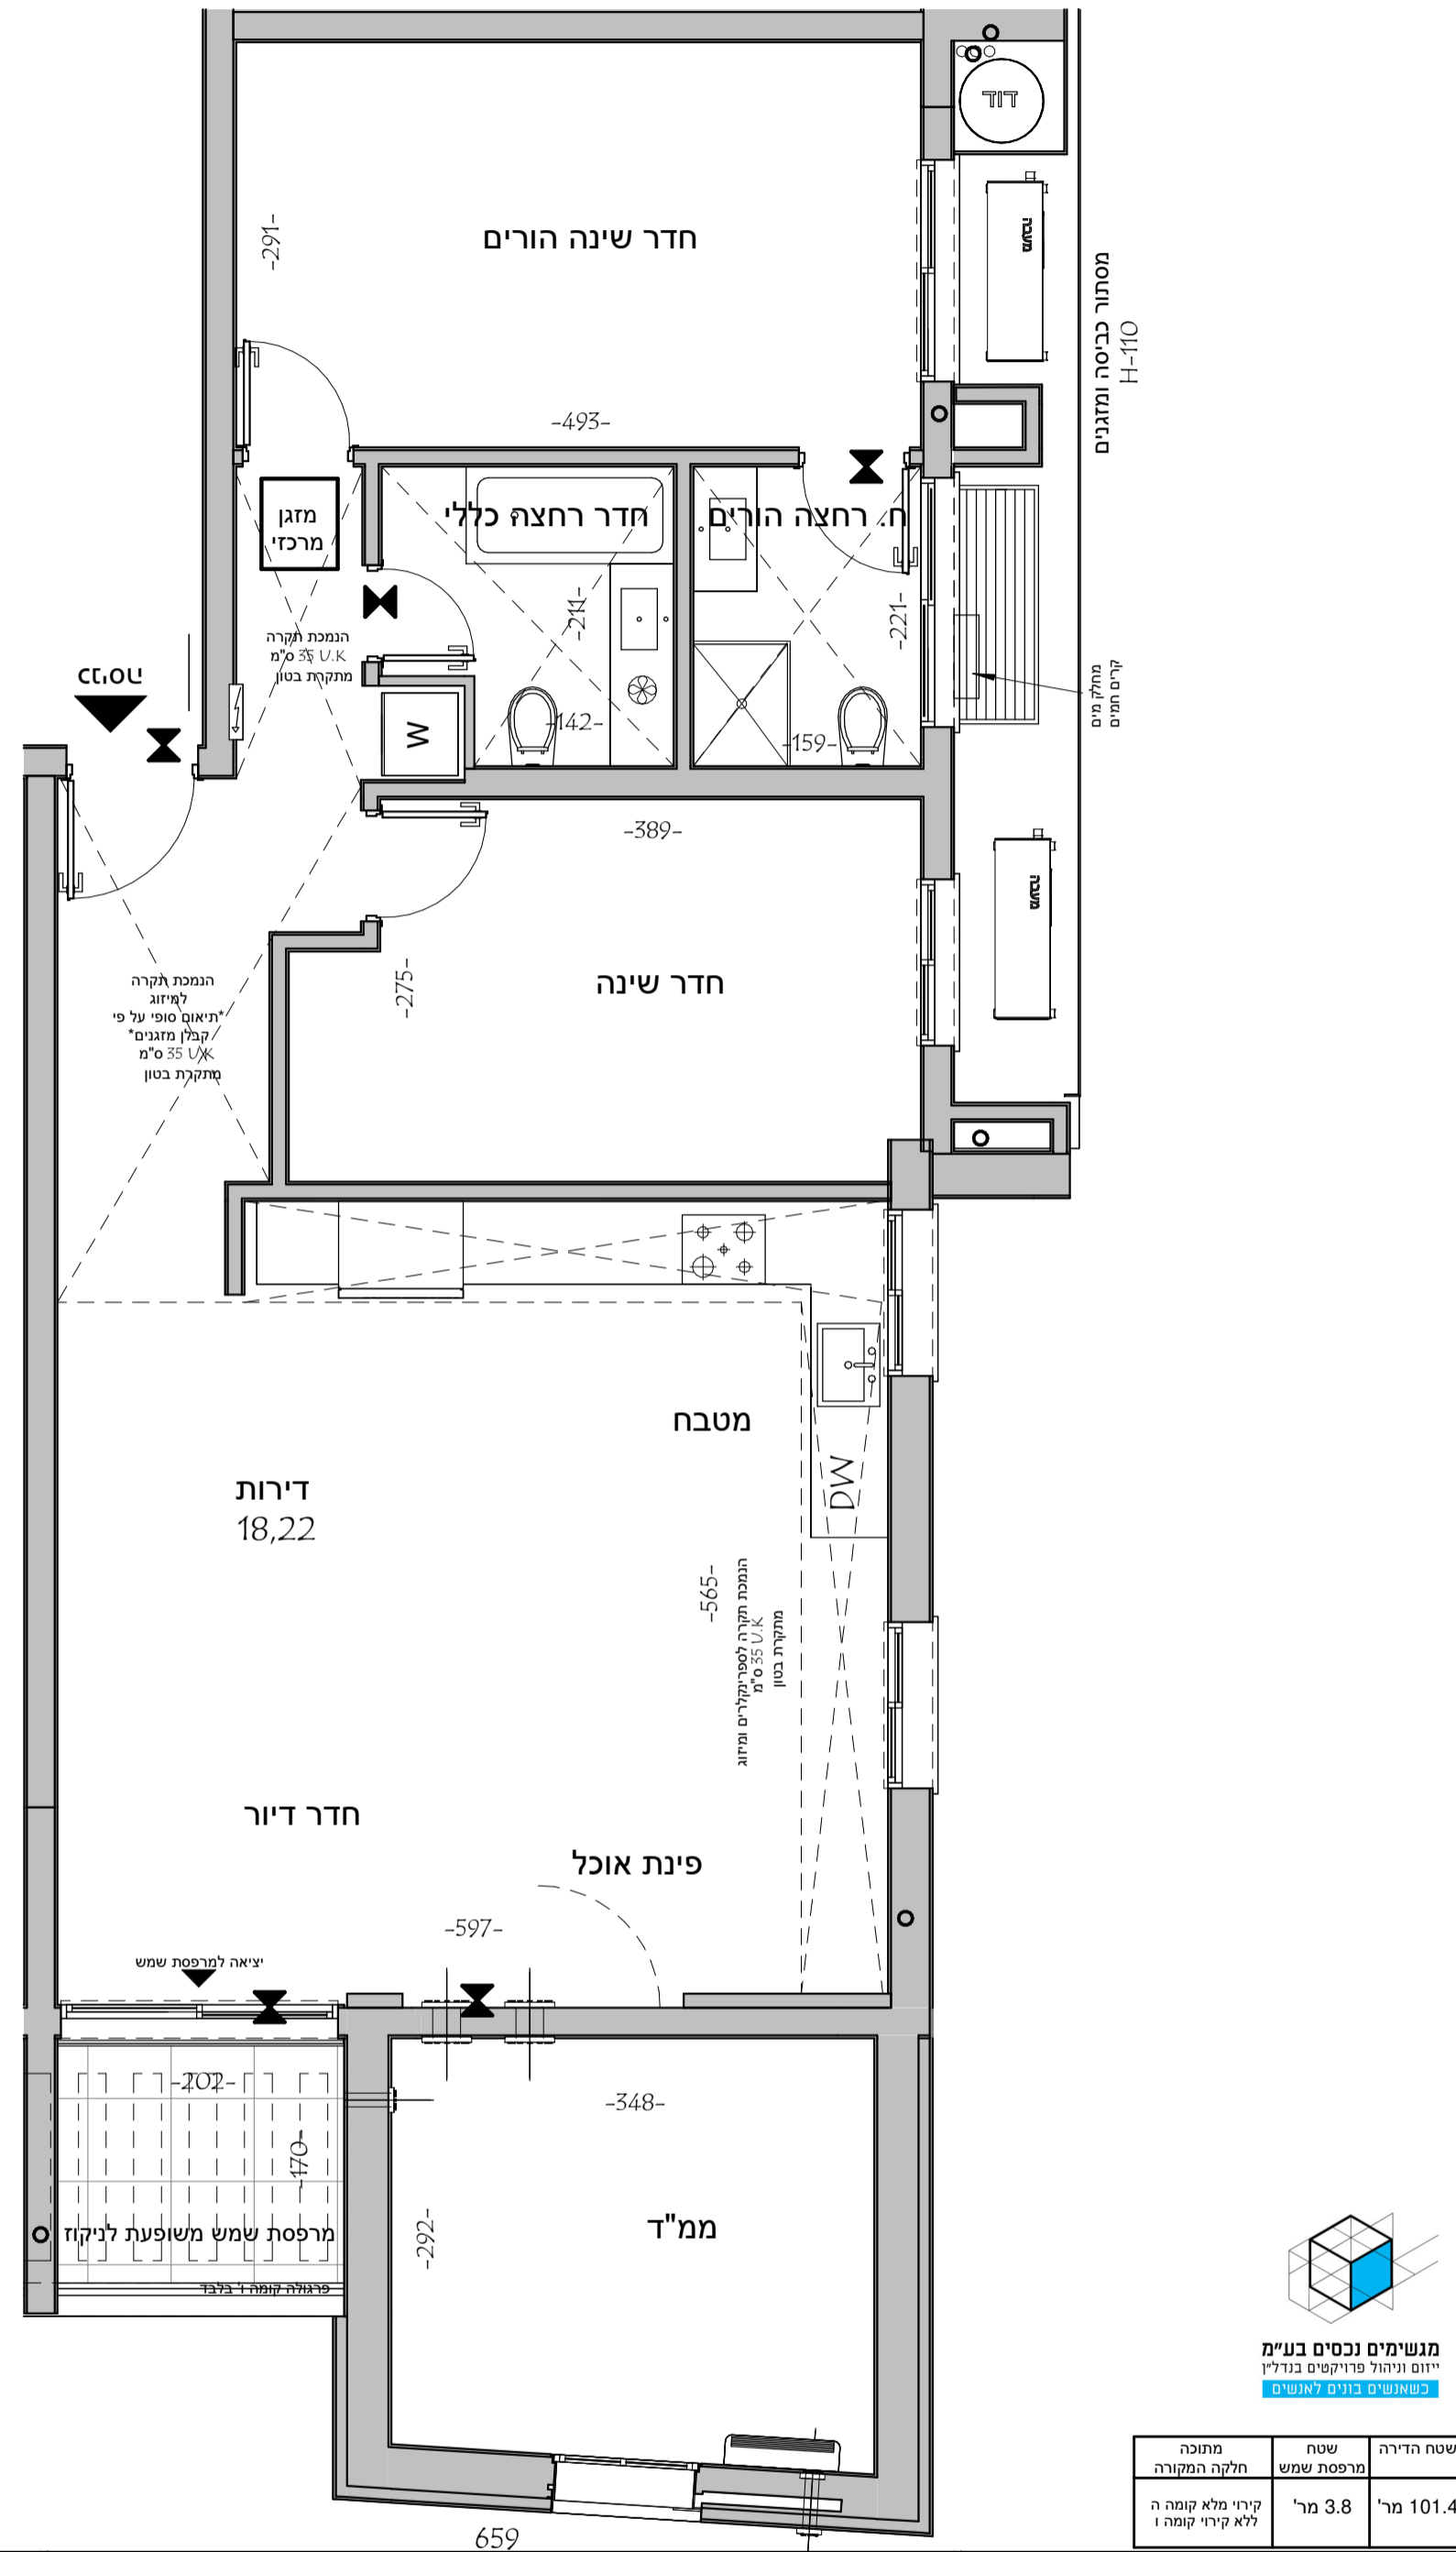 דוד
מעבה
חדר שינה הורים
-291-
מסתור כביסה ומזגנים
H-110
-493-
מזגן
מרכזי
חדר רחצה כללי
ח. רחצה הורים
-211-
-221-
הנמכת תקרה
35 U.K ס"מ
מתקרת בטון
כניסה
W
-142-
-159-
מחלק מים
קרים חמים
-389-
מעבה
-275-
חדר שינה
הנמכת תקרה
למיזוג
*תיאום סופי על פי
קבלן מזגנים*
35 U.K ס"מ
מתקרת בטון
מטבח
דירות
18,22
DW
-565-
הנמכת תקרה לספרינקלרים ומיזוג
35 U.K ס"מ
מתקרת בטון
חדר דיור
פינת אוכל
-597-
יציאה למרפסת שמש
-202-
-348-
-170-
-292-
ממ"ד
מרפסת שמש משופעת לניקוז
פרגולה קומה ו' בלבד
659
מגשימים נכסים בע״מ
ייזום וניהול פרויקטים בנדל״ן
כשאנשים בונים לאנשים
שטח הדירה
שטח
מרפסת שמש
מתוכה
חלקה המקורה
101.4 מר'
3.8 מר'
קירוי מלא קומה ה
ללא קירוי קומה ו